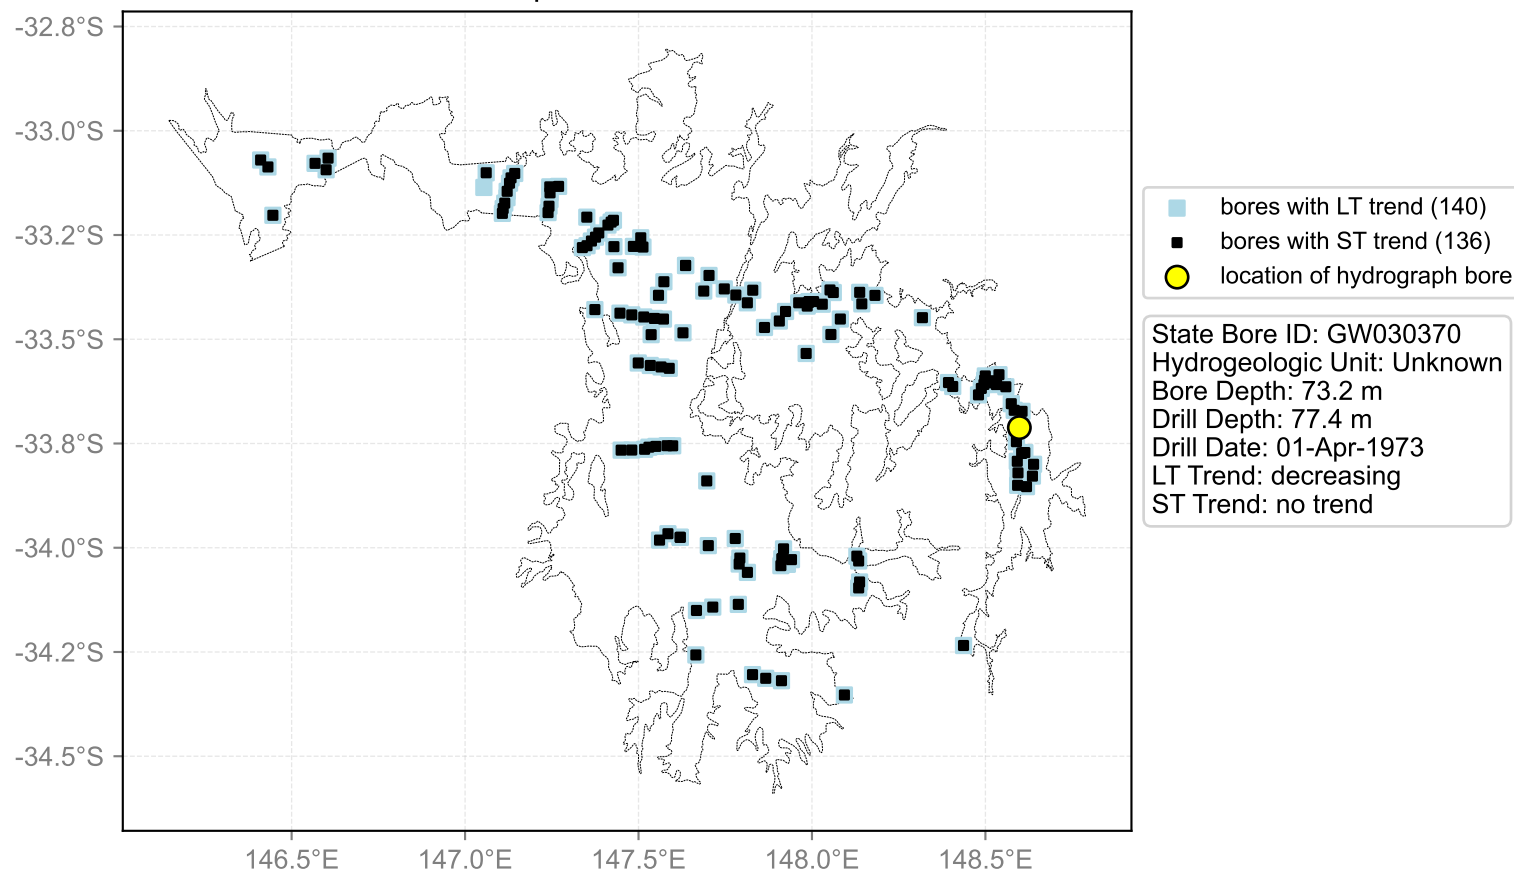 -32.8°S
-33.0°S
-33.2°S
-33.5°S
-33.8°S
-34.0°S
-34.2°S
-34.5°S
146.5°E
147.0°E
147.5°E
148.0°E
148.5°E
bores with LT trend (140)
bores with ST trend (136)
location of hydrograph bore
State Bore ID: GW030370
Hydrogeologic Unit: Unknown
Bore Depth: 73.2 m
Drill Depth: 77.4 m
Drill Date: 01-Apr-1973
LT Trend: decreasing
ST Trend: no trend